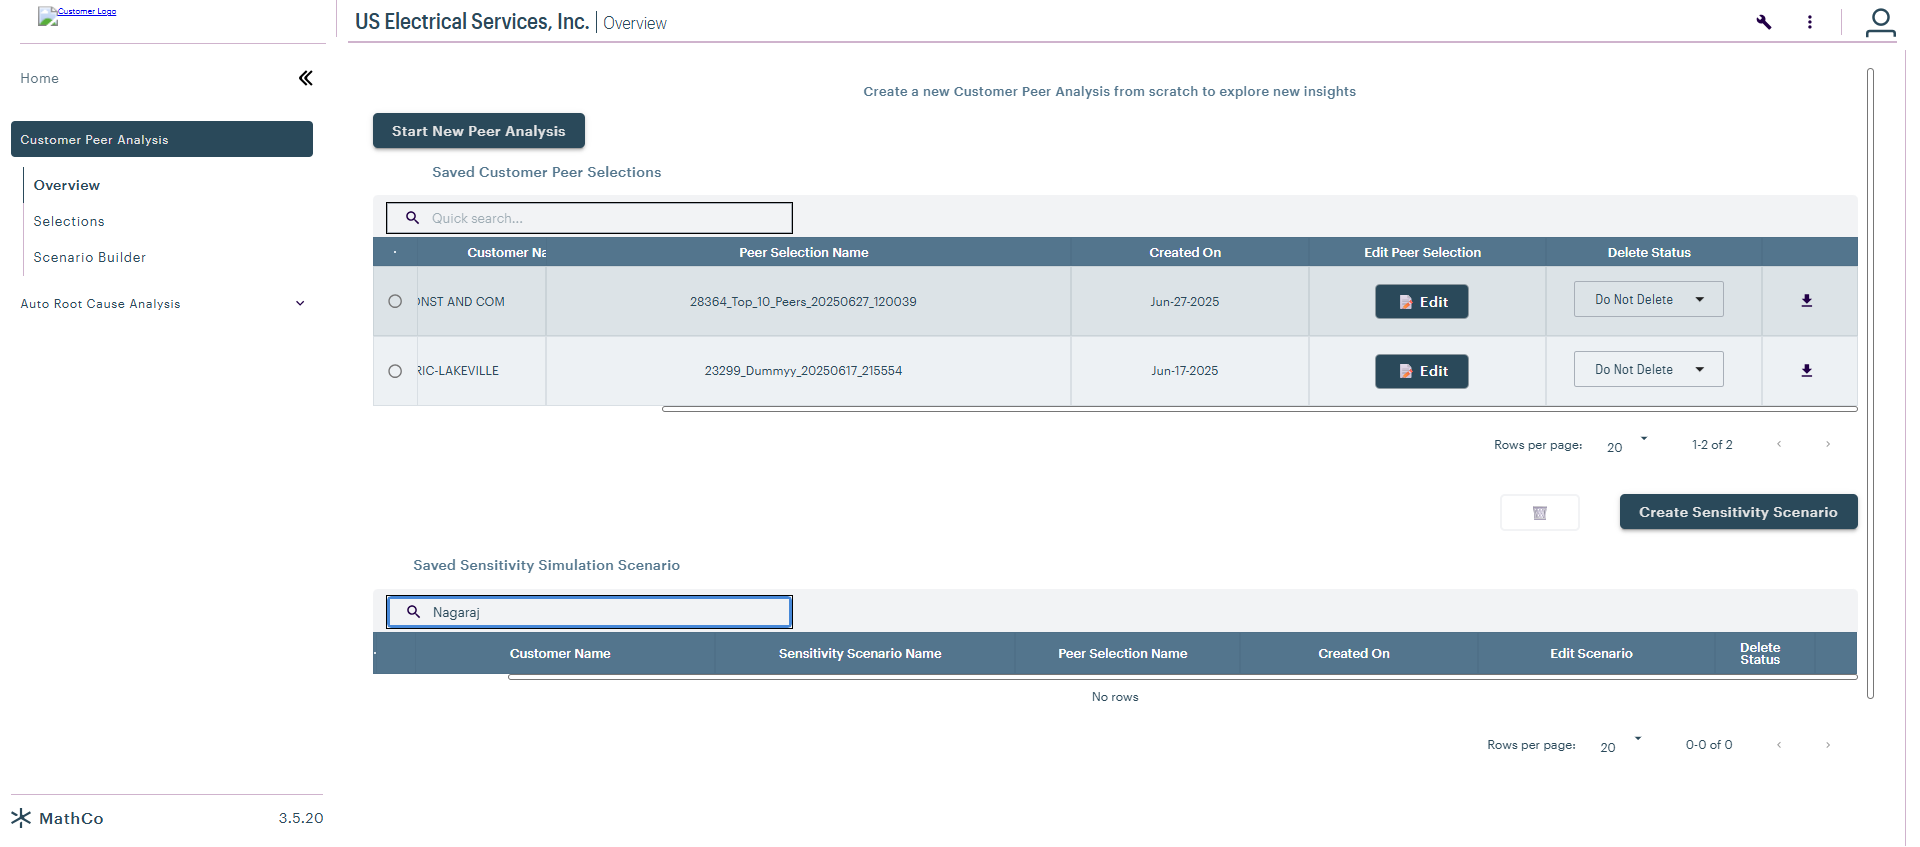 Customer Logo
US Electrical Services, Inc. Overview
Home
Customer Peer Analysis
Overview
Selections
Scenario Builder
Auto Root Cause Analysis
MathCo 3.5.20
Create a new Customer Peer Analysis from scratch to explore new insights
Start New Peer Analysis
Saved Customer Peer Selections
Quick search...
Customer Na Peer Selection Name Created On Edit Peer Selection Delete Status
ONST AND COM 28364_Top_10_Peers_20250627_120039 Jun-27-2025 Edit Do Not Delete
RIC-LAKEVILLE 23299_Dummyy_20250617_215554 Jun-17-2025 Edit Do Not Delete
Rows per page: 20 1-2 of 2
Create Sensitivity Scenario
Saved Sensitivity Simulation Scenario
Nagaraj
Customer Name Sensitivity Scenario Name Peer Selection Name Created On Edit Scenario Delete Status
No rows
Rows per page: 20 0-0 of 0